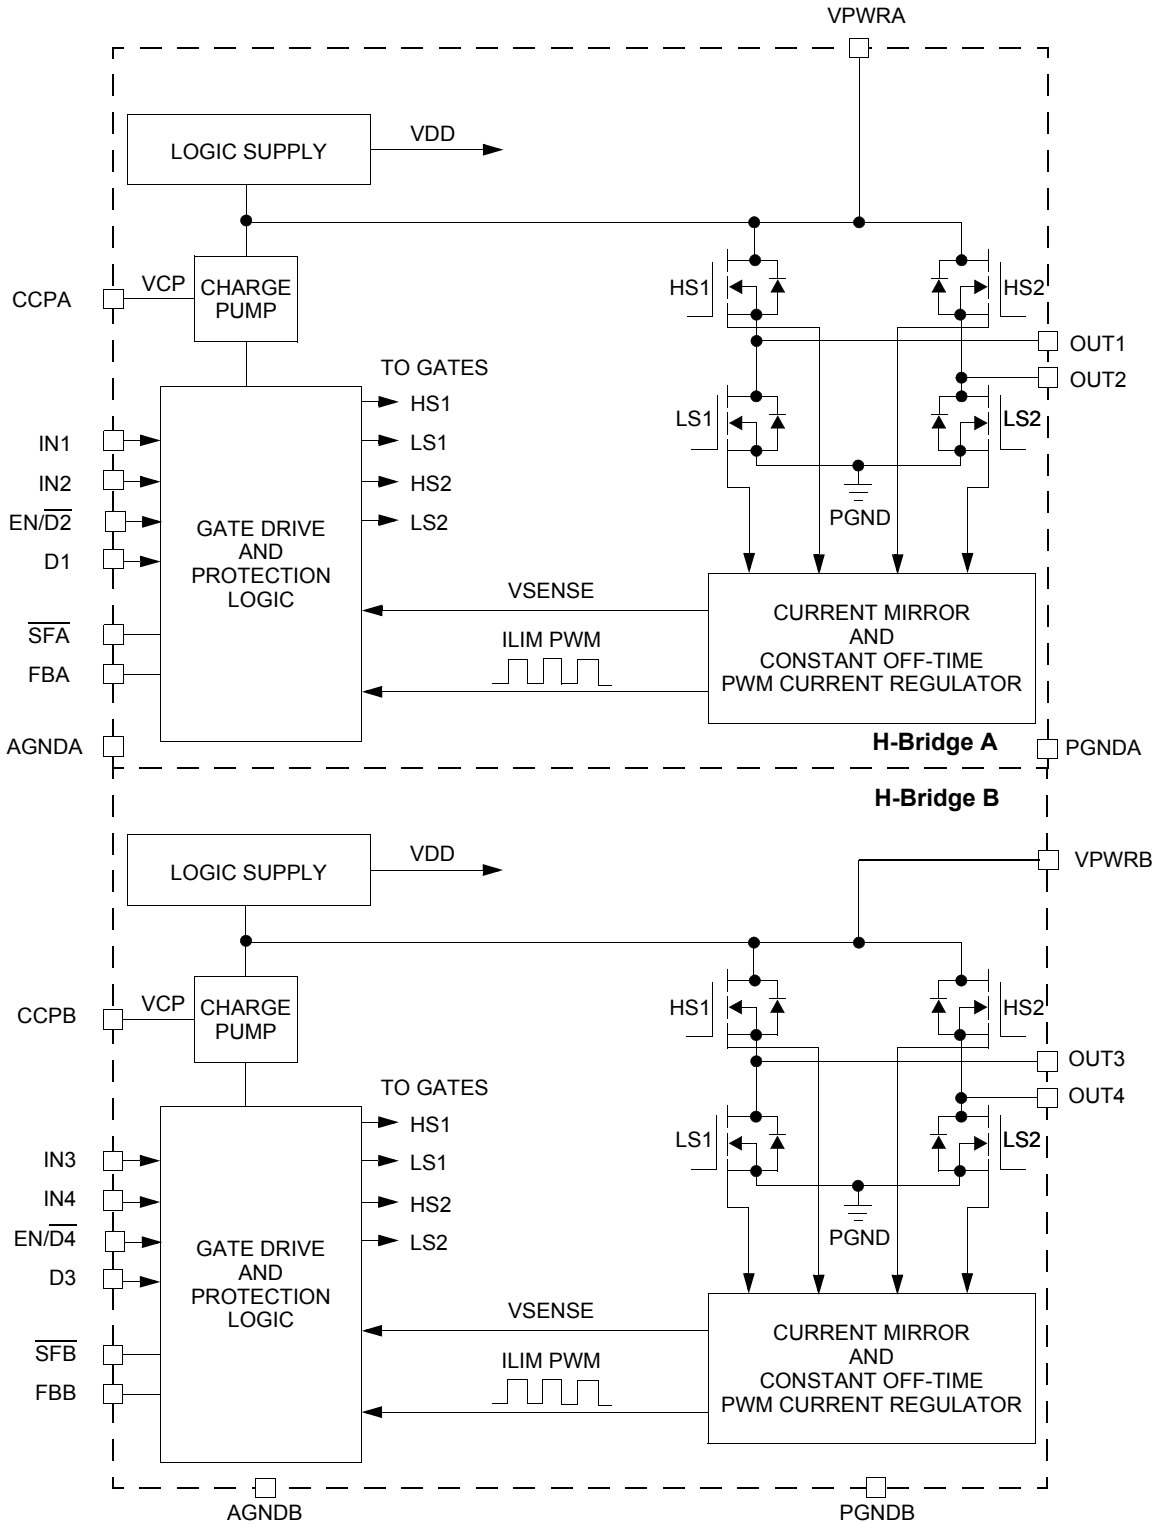 VPWRA
LOGIC SUPPLY
VDD
CCPA
VCP
CHARGE
PUMP
HS1
HS2
OUT1
OUT2
TO GATES
HS1
LS1
HS2
LS2
LS1
LS2
PGND
IN1
IN2
EN/D2
D1
SFA
FBA
AGNDA
GATE DRIVE
AND
PROTECTION
LOGIC
VSENSE
ILIM PWM
CURRENT MIRROR
AND
CONSTANT OFF-TIME
PWM CURRENT REGULATOR
H-Bridge A
PGNDA
H-Bridge B
LOGIC SUPPLY
VDD
VPWRB
CCPB
VCP
CHARGE
PUMP
HS1
HS2
OUT3
OUT4
TO GATES
HS1
LS1
HS2
LS2
LS1
LS2
PGND
IN3
IN4
EN/D4
D3
SFB
FBB
GATE DRIVE
AND
PROTECTION
LOGIC
VSENSE
ILIM PWM
CURRENT MIRROR
AND
CONSTANT OFF-TIME
PWM CURRENT REGULATOR
AGNDB
PGNDB